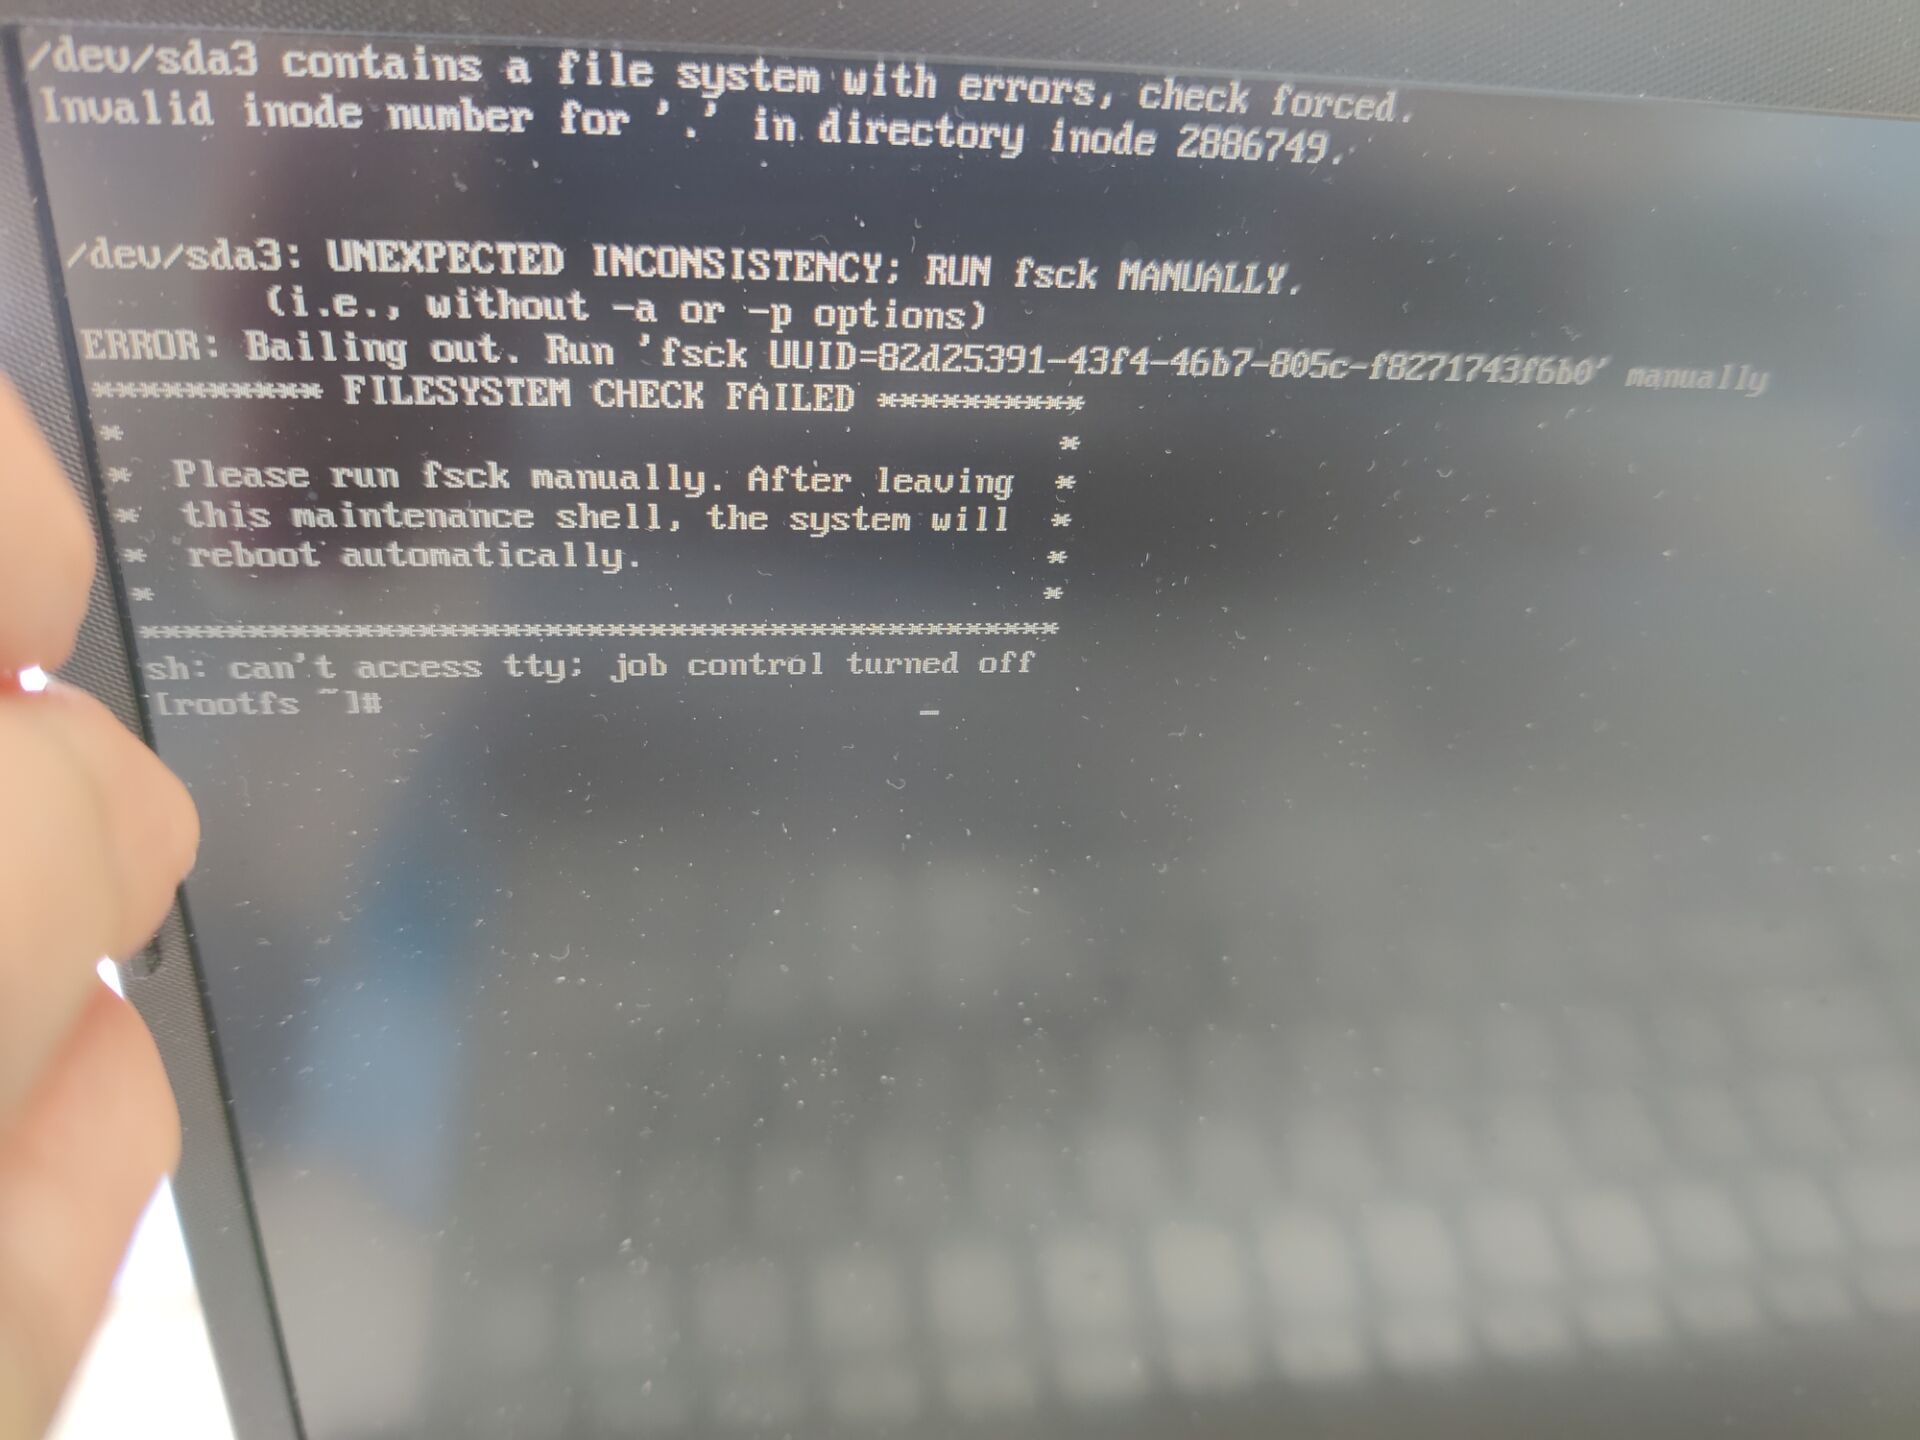 /dev/sda3 contains a file system with errors, check forced.
Invalid inode number for '.' in directory inode 2886749.
/dev/sda3: UNEXPECTED INCONSISTENCY; RUN fsck MANUALLY.
(i.e., without -a or -p options)
ERROR: Bailing out. Run 'fsck UUID=82d25391-43f4-46b7-805c-f8271743f6b0' manually
********** FILESYSTEM CHECK FAILED **********
* *
* Please run fsck manually. After leaving *
* this maintenance shell, the system will *
* reboot automatically. *
* *
*********************************************
sh: can't access tty; job control turned off
[rootfs ~]# _